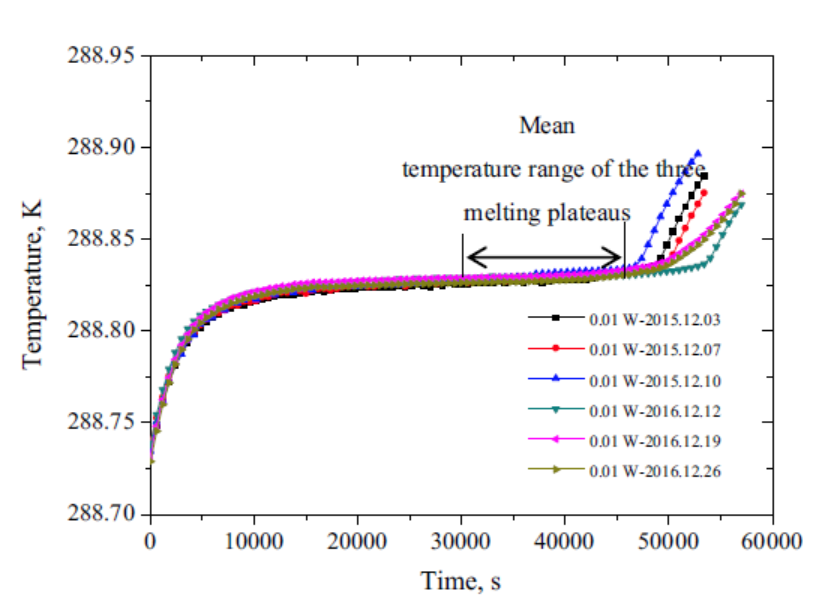 288.95
288.90
288.85
288.80
288.75
288.70
Temperature, K
Mean
temperature range of the three
melting plateaus
0.01 W-2015.12.03
0.01 W-2015.12.07
0.01 W-2015.12.10
0.01 W-2016.12.12
0.01 W-2016.12.19
0.01 W-2016.12.26
0 10000 20000 30000 40000 50000 60000
Time, s